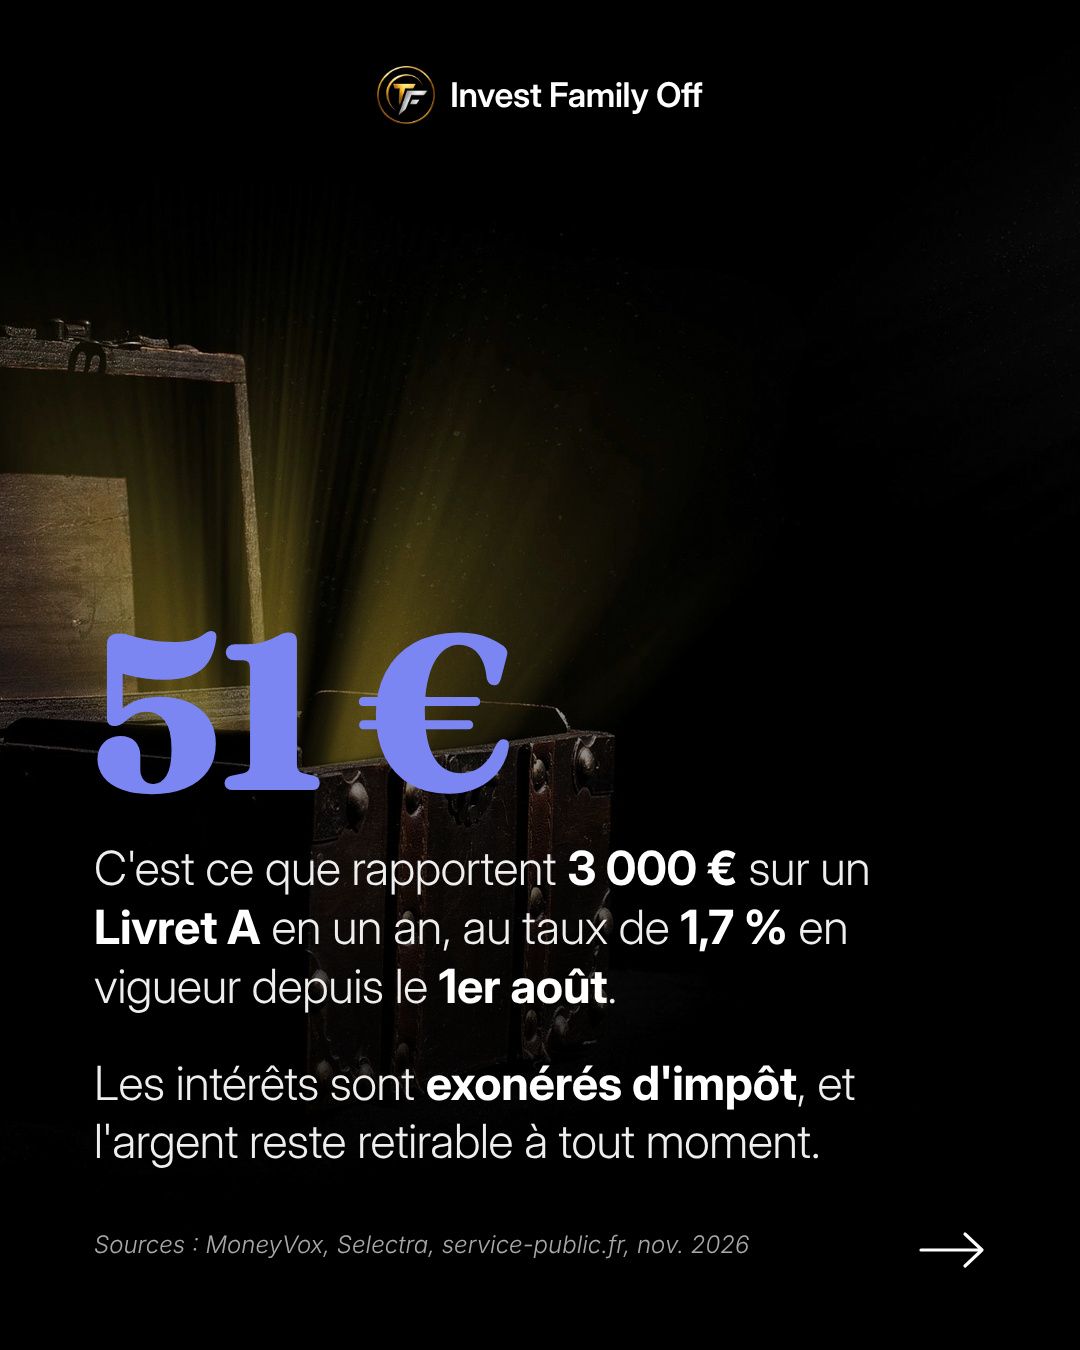 TF Invest Family Off
51 €
C'est ce que rapportent 3 000 € sur un
Livret A en un an, au taux de 1,7 % en
vigueur depuis le 1er août.
Les intérêts sont exonérés d'impôt, et
l'argent reste retirable à tout moment.
Sources : MoneyVox, Selectra, service-public.fr, nov. 2026